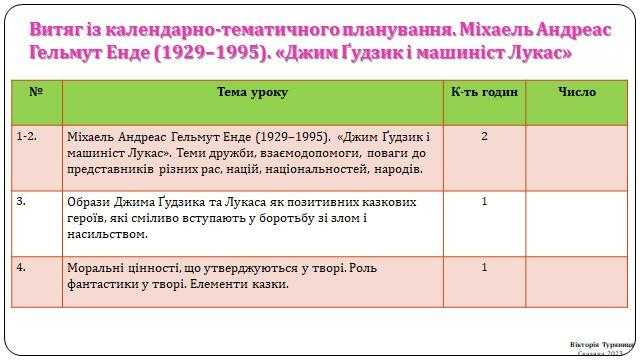 Витяг із календарно-тематичного планування. Міхаель Андреас
Гельмут Енде (1929–1995). «Джим Ґудзик і машиніст Лукас»
№ Тема уроку К-ть годин Число
1-2. Міхаель Андреас Гельмут Енде (1929–1995). «Джим Ґудзик і 2
машиніст Лукас». Теми дружби, взаємодопомоги, поваги до
представників різних рас, націй, національностей, народів.
3. Образи Джима Ґудзика та Лукаса як позитивних казкових 1
героїв, які сміливо вступають у боротьбу зі злом і
насильством.
4. Моральні цінності, що утверджуються у творі. Роль 1
фантастики у творі. Елементи казки.
Вікторія Туряниця
2023